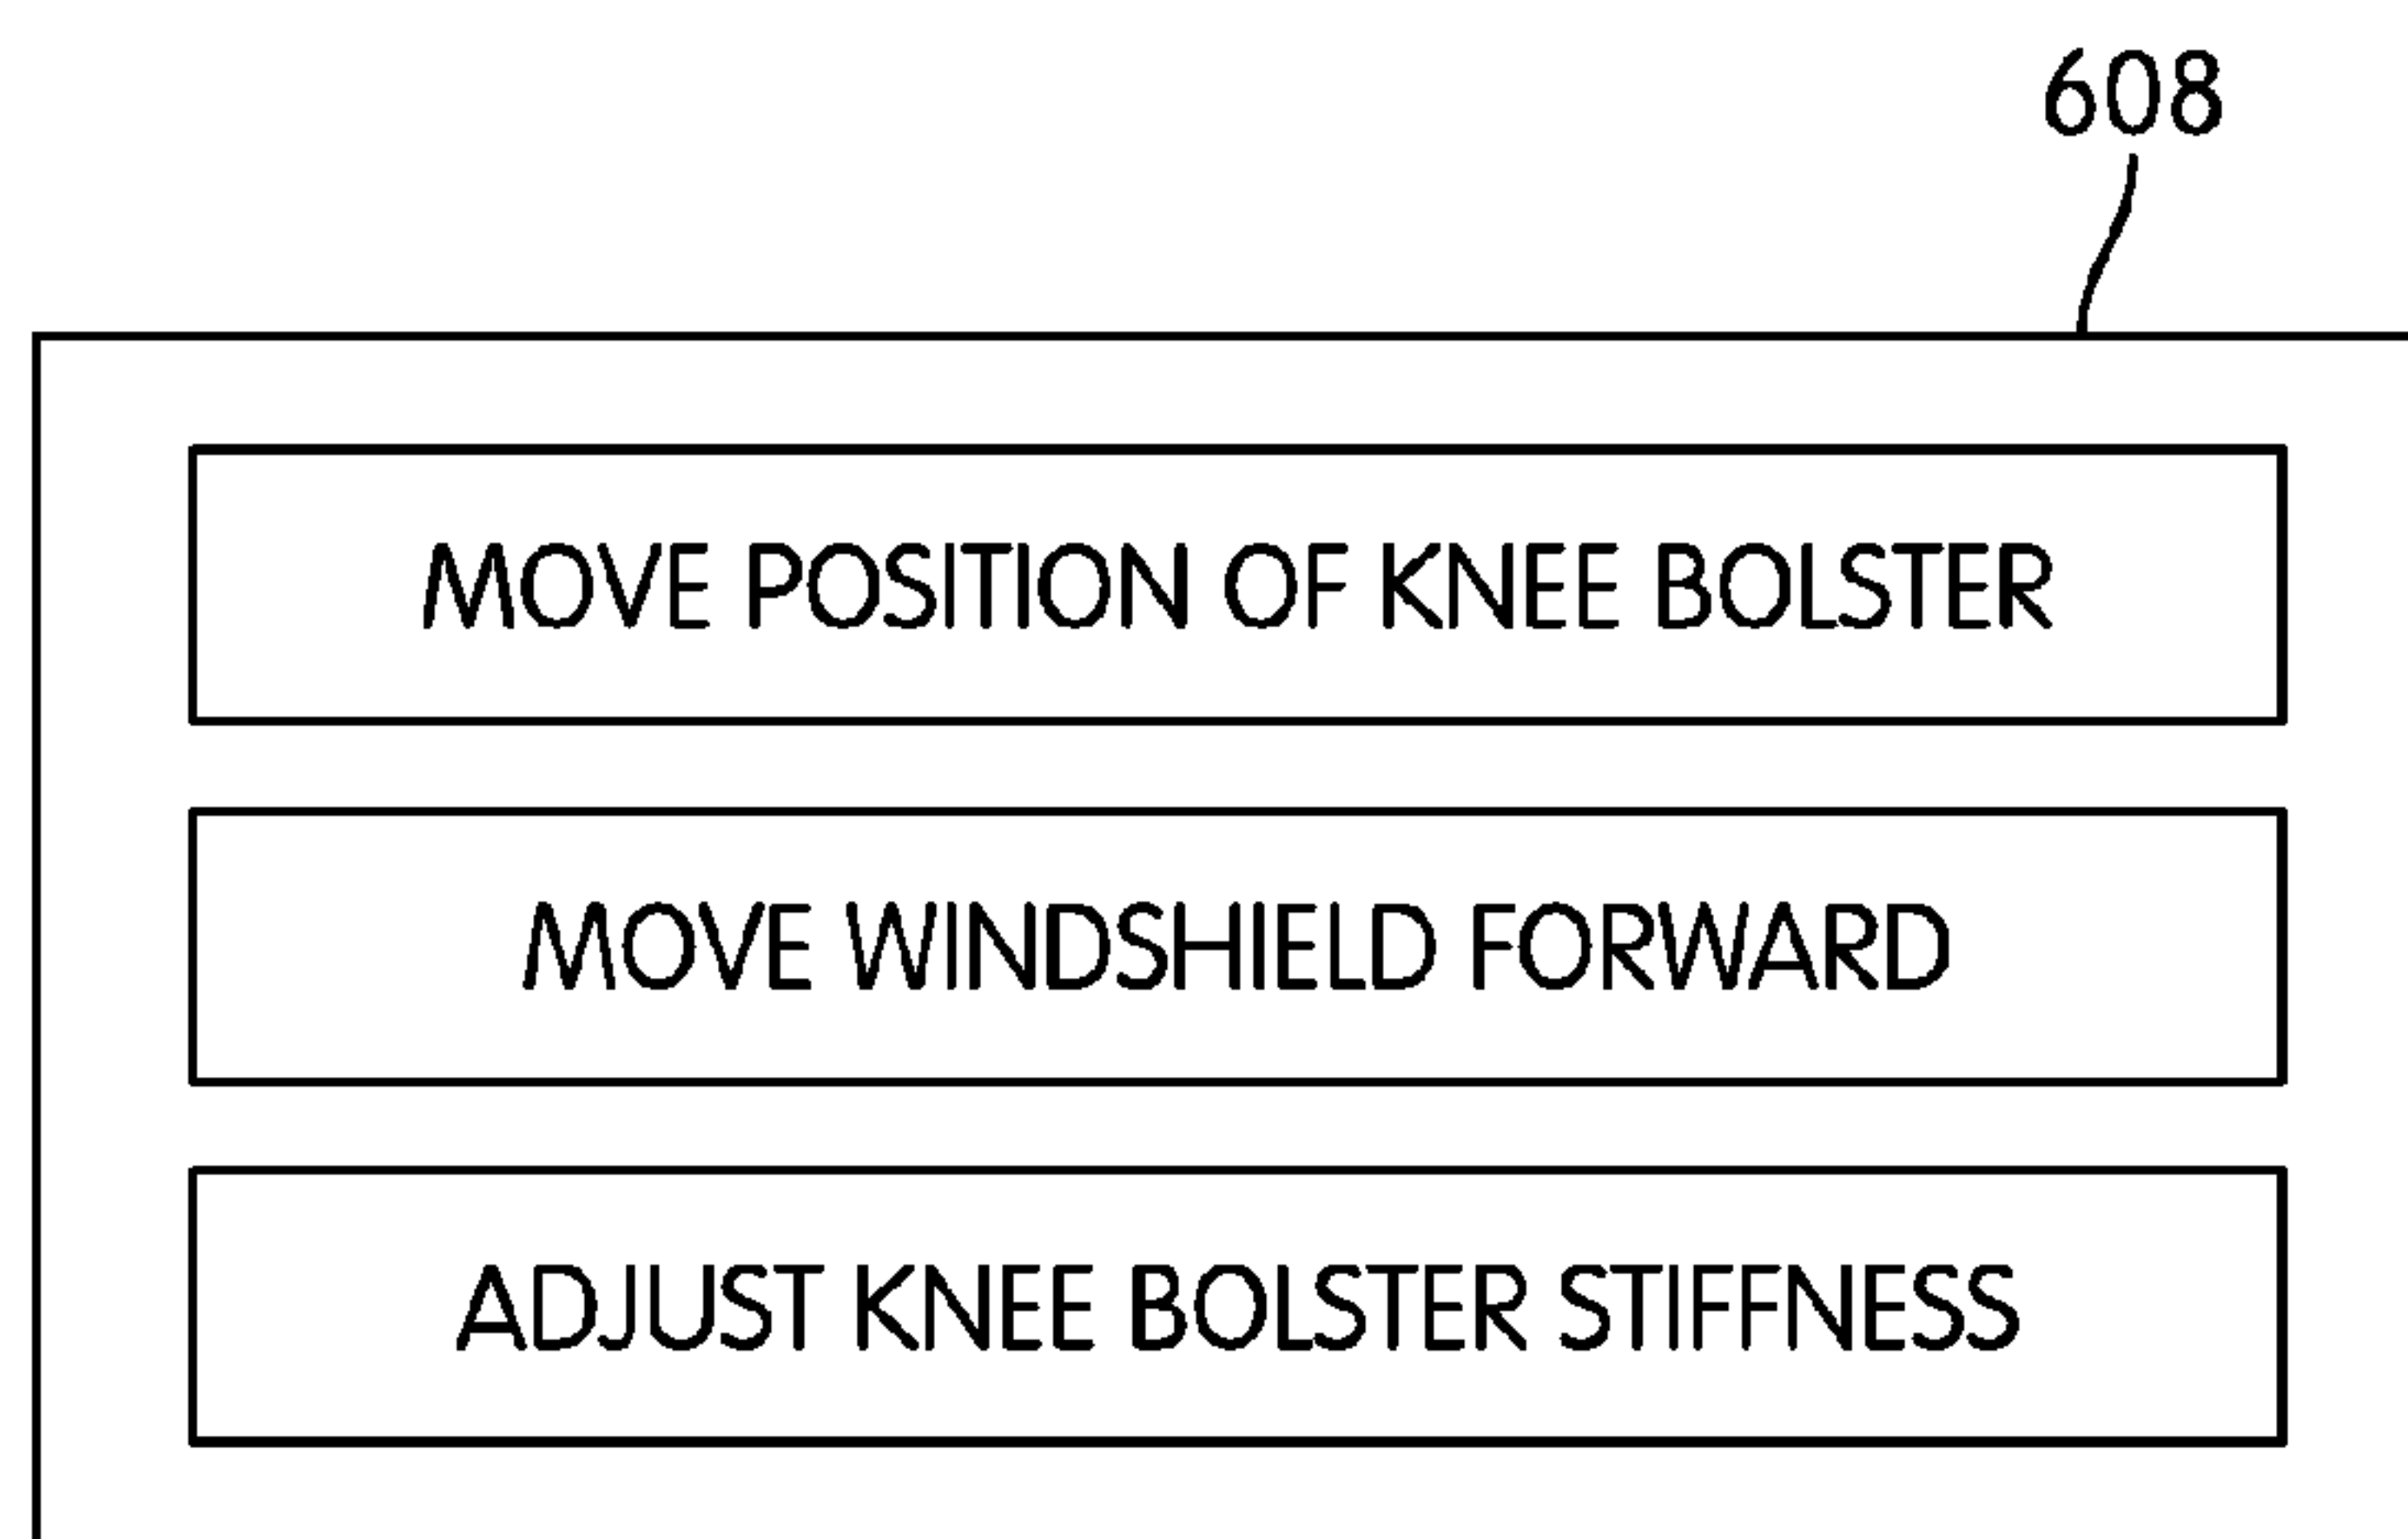 608
MOVE POSITION OF KNEE BOLSTER
MOVE WINDSHIELD FORWARD
ADJUST KNEE BOLSTER STIFFNESS